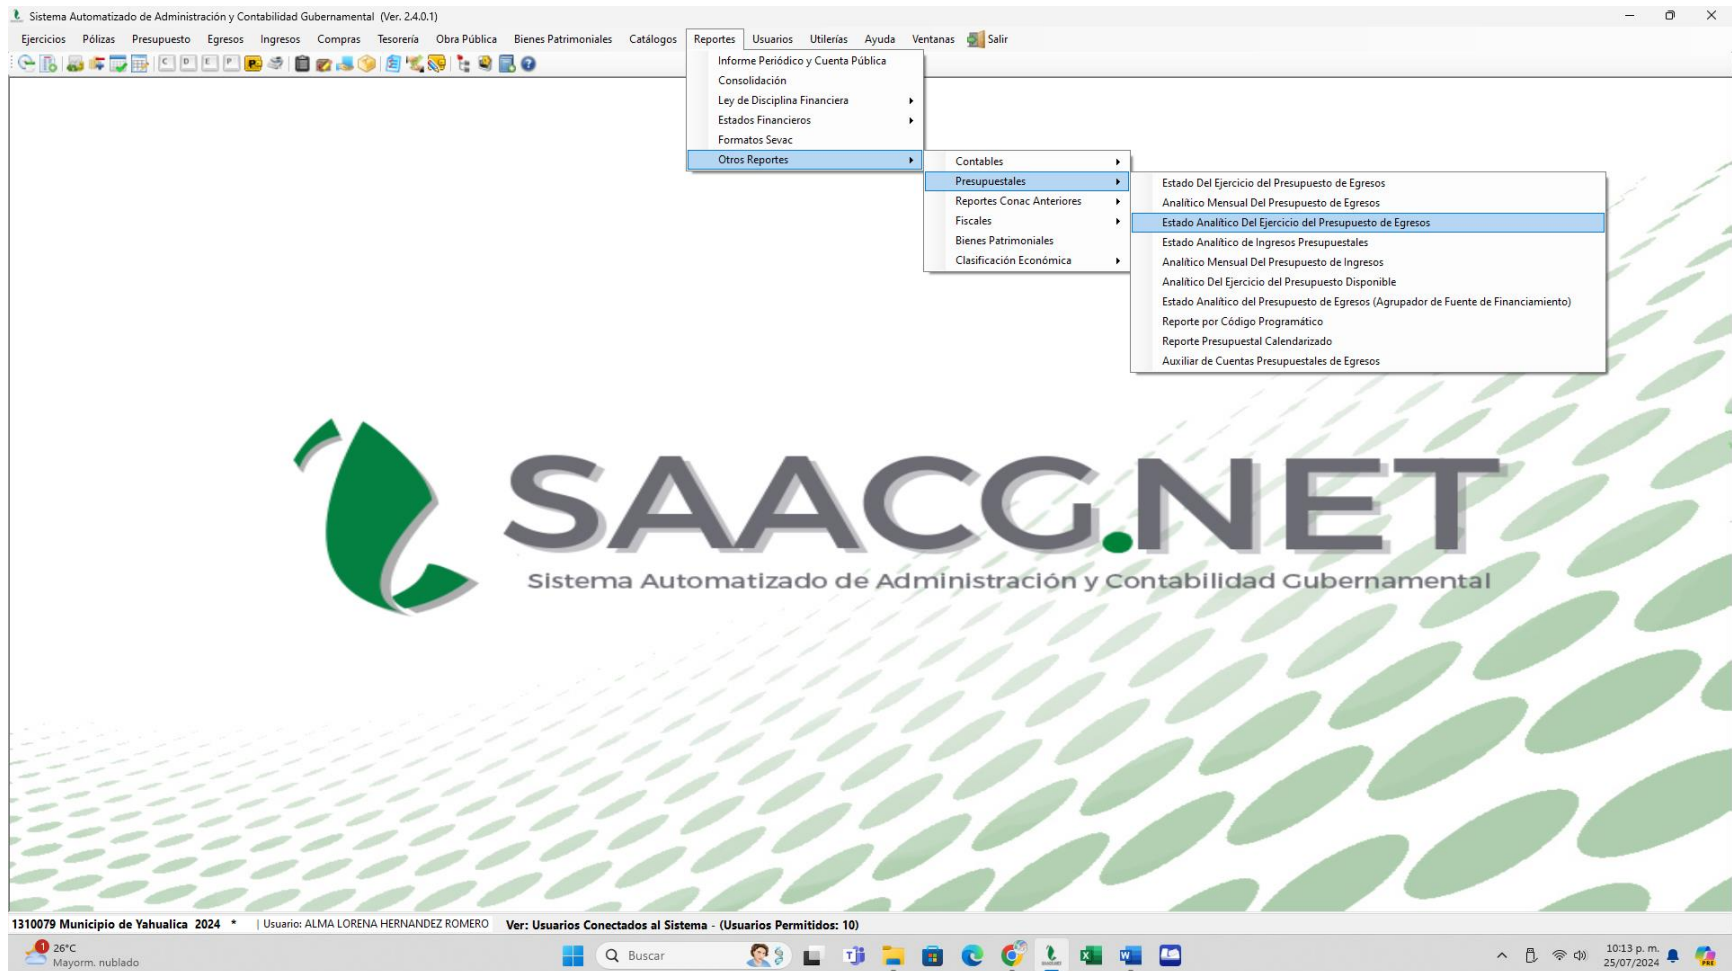 Sistema Automatizado de Administración y Contabilidad Gubernamental (Ver. 2.4.0.1)
Ejercicios Pólizas Presupuesto Egresos Ingresos Compras Tesorería Obra Pública Bienes Patrimoniales Catálogos Reportes Usuarios Utilerías Ayuda Ventanas Salir
C D E P
Informe Periódico y Cuenta Pública
Consolidación
Ley de Disciplina Financiera
Estados Financieros
Formatos Sevac
Otros Reportes
Contables
Presupuestales
Reportes Conac Anteriores
Fiscales
Bienes Patrimoniales
Clasificación Económica
Estado Del Ejercicio del Presupuesto de Egresos
Analítico Mensual Del Presupuesto de Egresos
Estado Analítico Del Ejercicio del Presupuesto de Egresos
Estado Analítico de Ingresos Presupuestales
Analítico Mensual Del Presupuesto de Ingresos
Analítico Del Ejercicio del Presupuesto Disponible
Estado Analítico del Presupuesto de Egresos (Agrupador de Fuente de Financiamiento)
Reporte por Código Programático
Reporte Presupuestal Calendarizado
Auxiliar de Cuentas Presupuestales de Egresos
SAACG.NET
Sistema Automatizado de Administración y Contabilidad Gubernamental
1310079 Municipio de Yahualica 2024 * | Usuario: ALMA LORENA HERNANDEZ ROMERO Ver: Usuarios Conectados al Sistema - (Usuarios Permitidos: 10)
1
26°C
Mayorm. nublado
Buscar
10:13 p. m.
25/07/2024
PRE